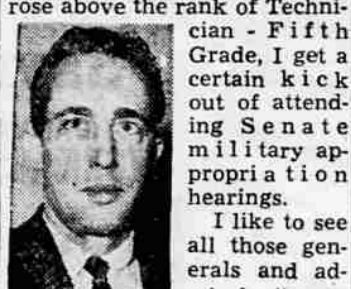 rose above the rank of Techni-
cian - Fifth
Grade, I get a
certain kick
out of attend-
ing Senate
military ap-
propriation
hearings.
I like to see
all those gen-
erals and ad-